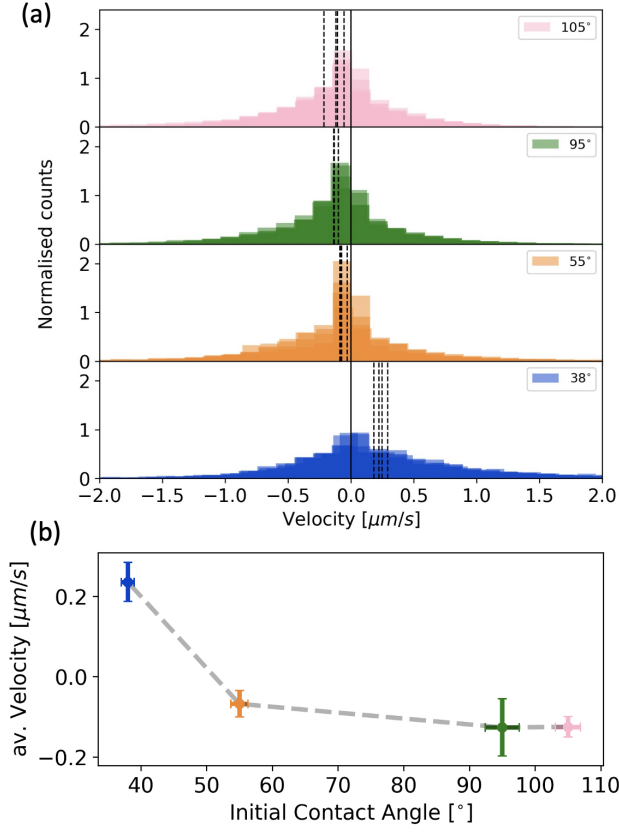 (a)
2
1
0
105°
2
1
0
95°
2
1
0
55°
2
1
0
38°
Normalised counts
−2.0 −1.5 −1.0 −0.5 0.0 0.5 1.0 1.5 2.0
Velocity [μm/s]
(b)
0.2
0.0
−0.2
av. Velocity [μm/s]
40 50 60 70 80 90 100 110
Initial Contact Angle [°]